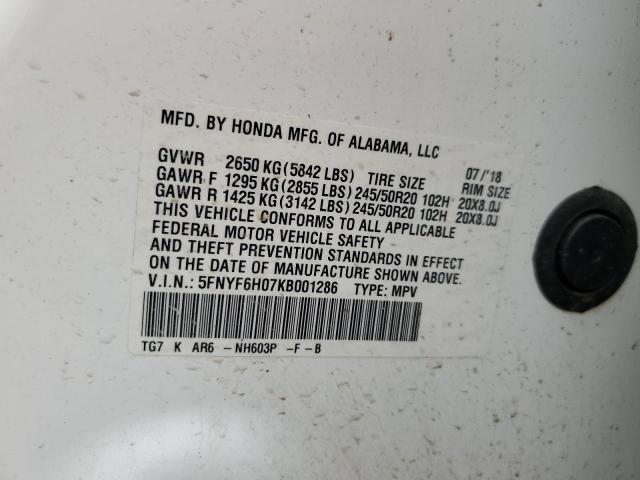 MFD. BY HONDA MFG. OF ALABAMA, LLC
GVWR 2650 KG(5842 LBS) TIRE SIZE 07/'18 RIM SIZE
GAWR F 1295 KG(2855 LBS)245/50R20 102H 20X8.0J
GAWR R 1425 KG(3142 LBS)245/50R20 102H 20X8.0J
THIS VEHICLE CONFORMS TO ALL APPLICABLE
FEDERAL MOTOR VEHICLE SAFETY
AND THEFT PREVENTION STANDARDS IN EFFECT
ON THE DATE OF MANUFACTURE SHOWN ABOVE.
V.I.N.: 5FNYF6H07KB001286 TYPE: MPV
TG7 K AR6 -NH603P -F-B